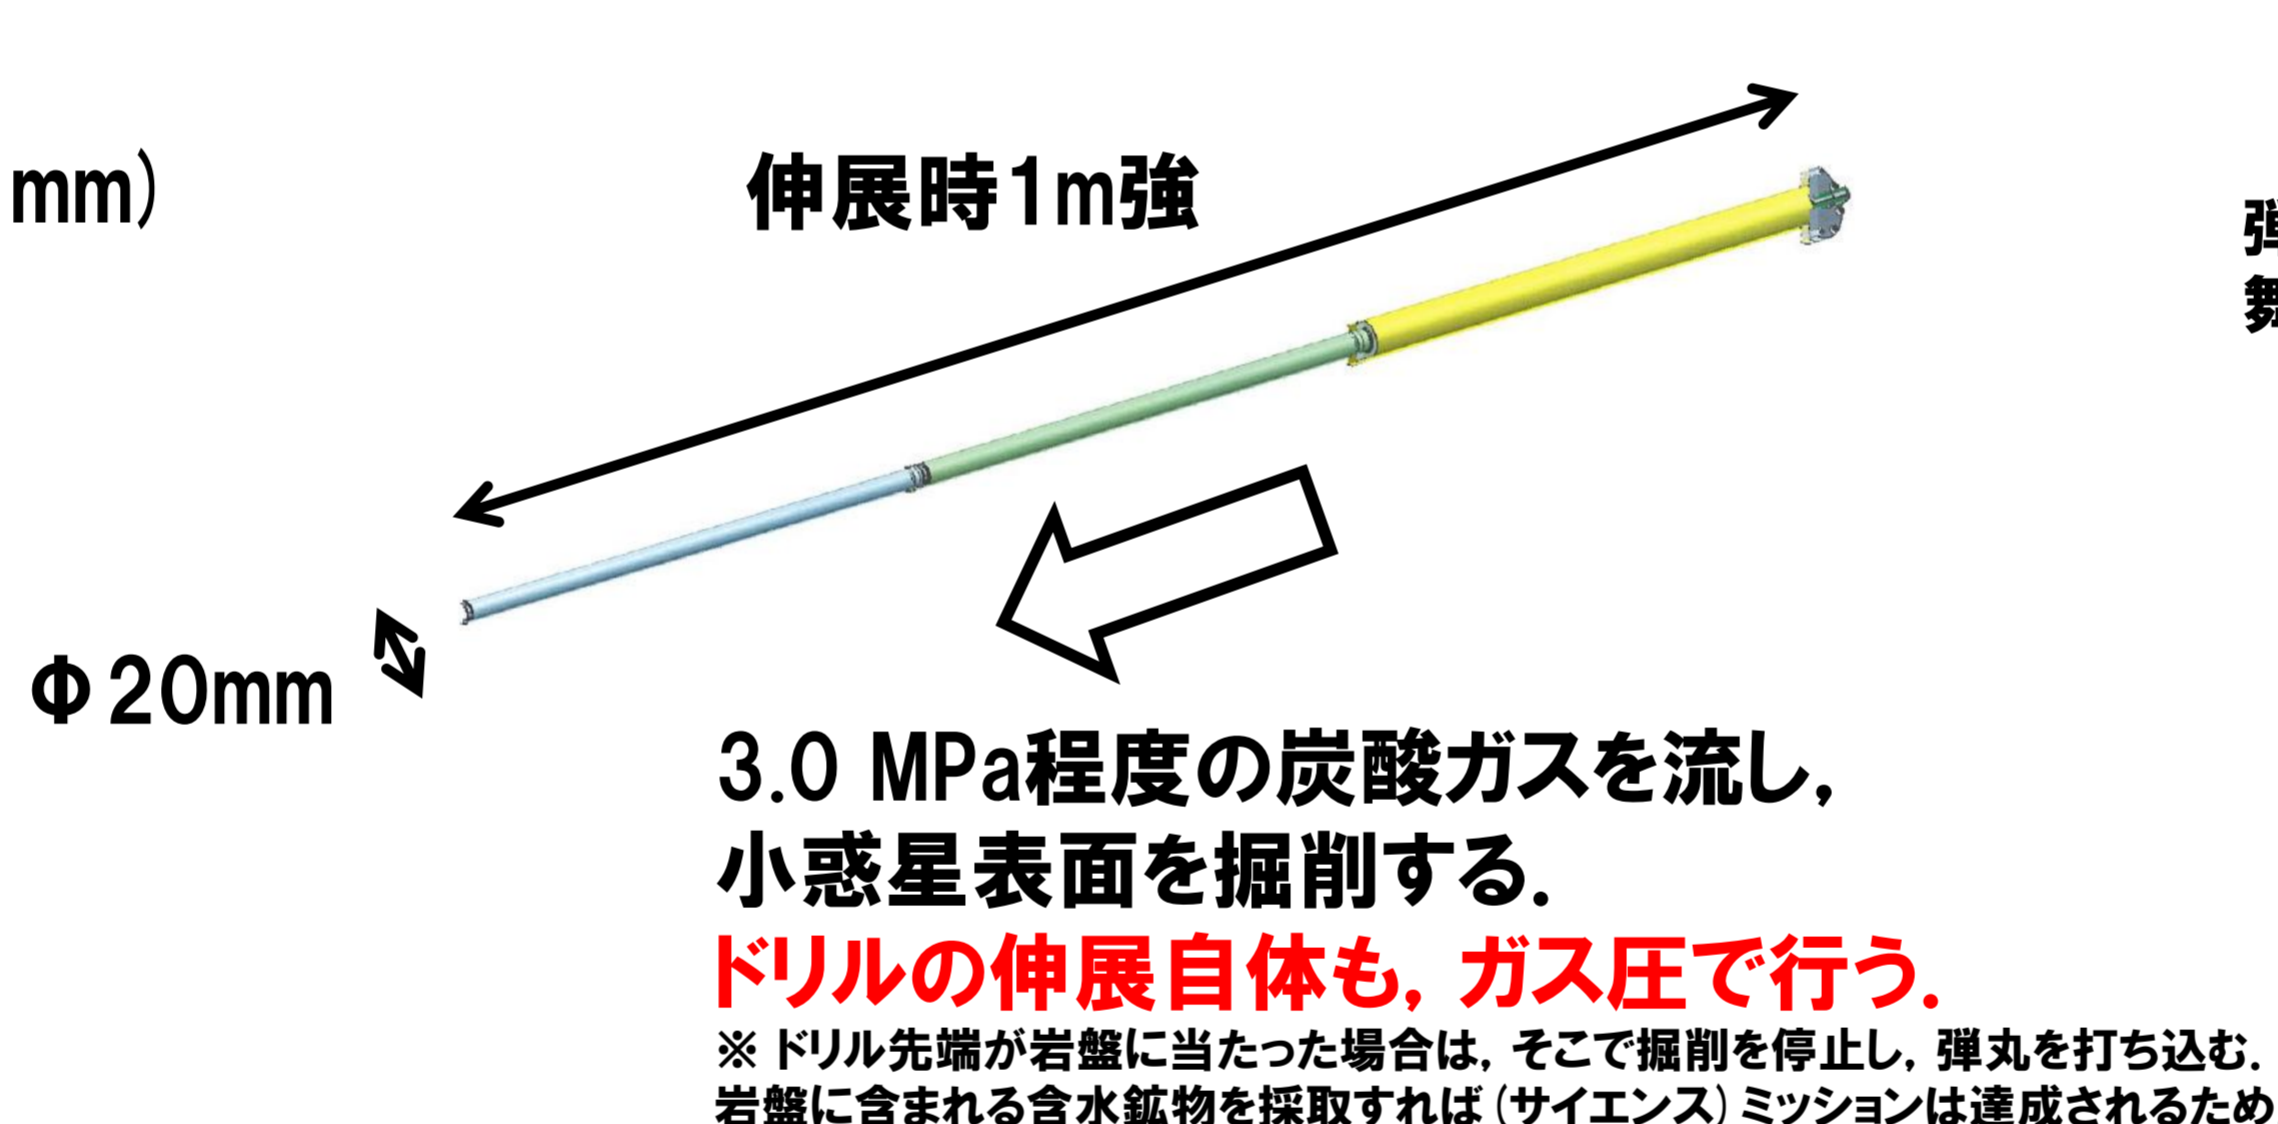 mm)
伸展時1m強
弾
舞
Φ20mm
3.0 MPa程度の炭酸ガスを流し,
小惑星表面を掘削する.
ドリルの伸展自体も, ガス圧で行う.
※ ドリル先端が岩盤に当たった場合は, そこで掘削を停止し, 弾丸を打ち込む.
岩盤に含まれる含水鉱物を採取すれば(サイエンス)ミッションは達成されるため